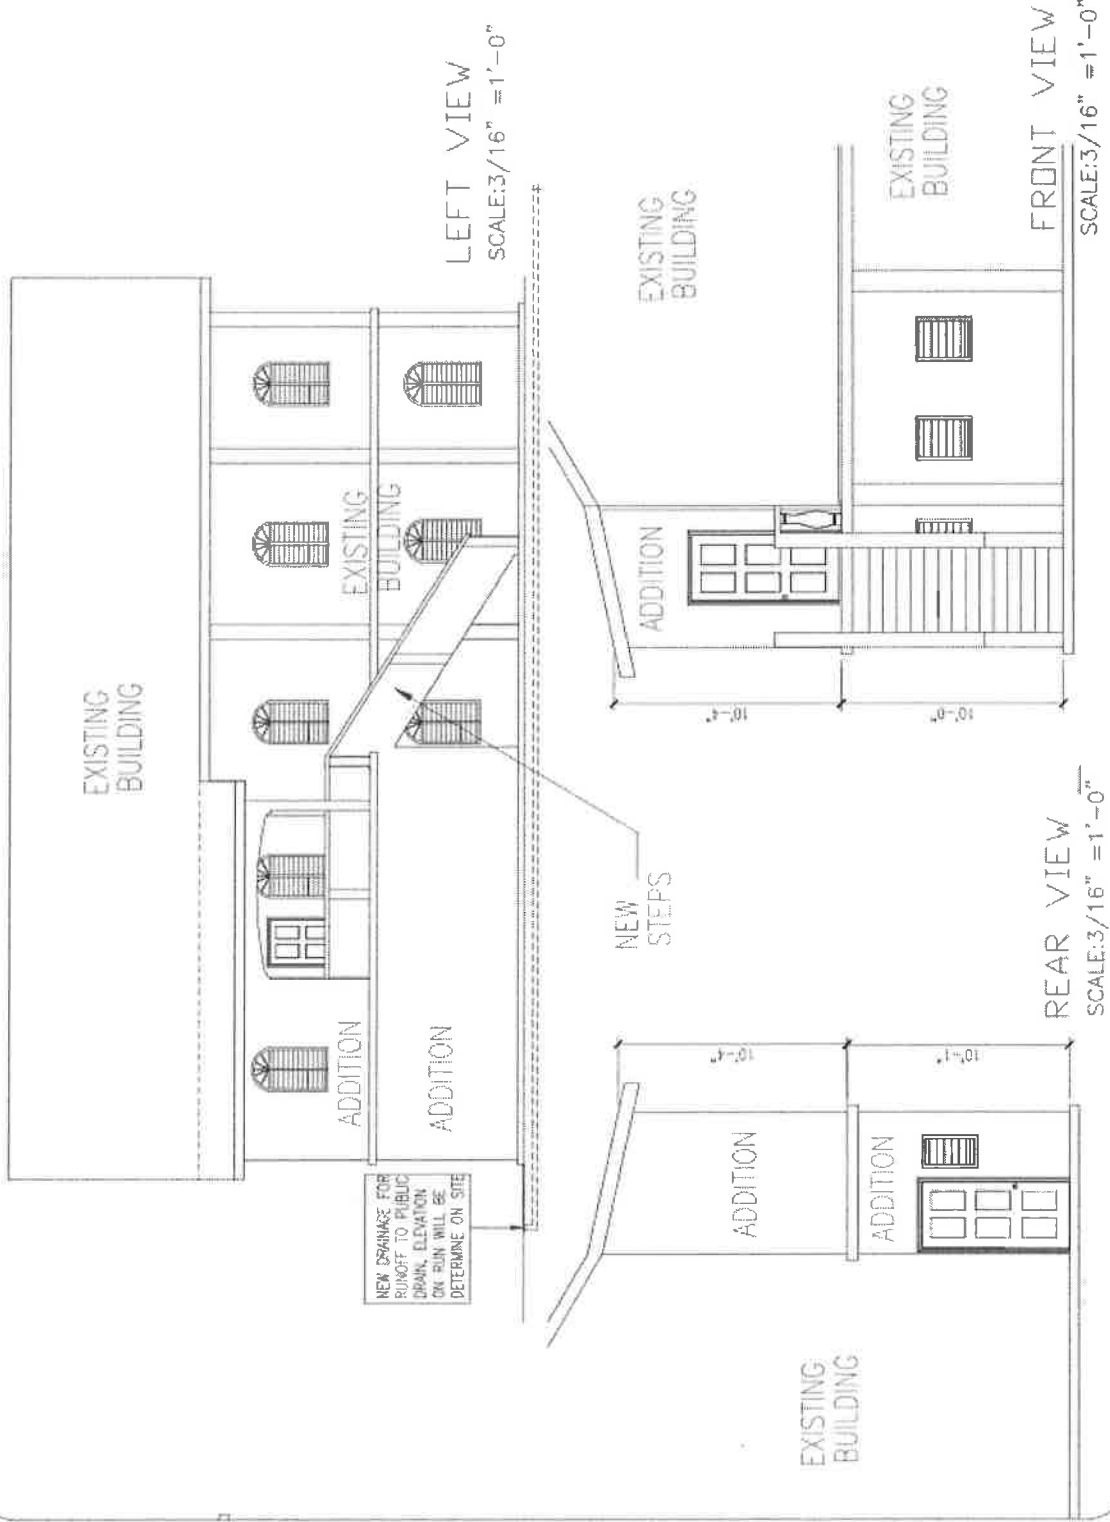 EXISTING
BUILDING
EXISTING
BUILDING
ADDITION
ADDITION
NEW DRAINAGE FOR
RUNOFF TO PUBLIC
DRAIN, ELEVATION
ON RUN WILL BE
DETERMINE ON SITE
LEFT VIEW
SCALE:3/16" =1'-0"
NEW
STEPS
EXISTING
BUILDING
ADDITION
ADDITION
10'-4"
10'-1"
REAR VIEW
SCALE:3/16" =1'-0"
ADDITION
EXISTING
BUILDING
EXISTING
BUILDING
10'-4"
10'-0"
FRONT VIEW
SCALE:3/16" =1'-0"